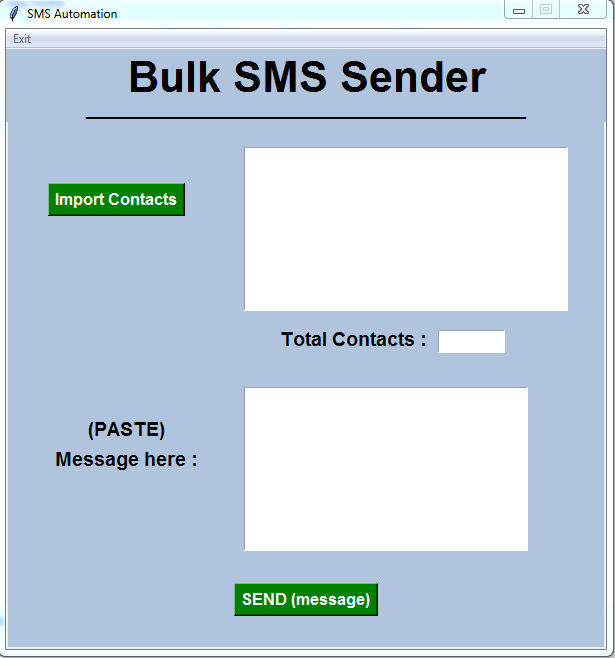 SMS Automation
Exit
Bulk SMS Sender
Import Contacts
Total Contacts :
(PASTE)
Message here :
SEND (message)